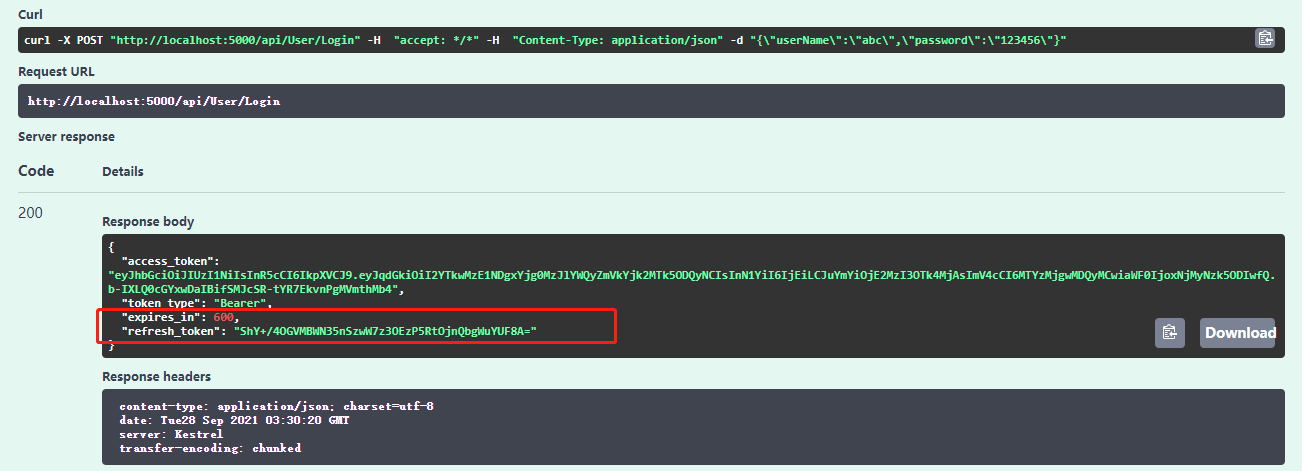 Curl
curl -X POST "http://localhost:5000/api/User/Login" -H  "accept: */*" -H  "Content-Type: application/json" -d "{\"userName\":\"abc\",\"password\":\"123456\"}"
Request URL
http://localhost:5000/api/User/Login
Server response
Code Details
200
Response body
{
"access_token":
"eyJhbGciOiJIUzI1NiIsInR5cCI6IkpXVCJ9.eyJqdGkiOiI2YTkwMzE1NDgxYjg0MzJlYWQyZmVkYjk2MTk5ODQyNCIsInN1YiI6IjEiLCJuYmYiOjE2MzI3OTk4MjAsImV4cCI6MTYzMjgwMDQyMCwiaWF0IjoxNjMyNzk5ODIwfQ.
b-IXLQ0cGYxwDaIBifSMJcSR-tYR7EkvnPgMVmthMb4",
"token_type": "Bearer",
"expires_in": 600,
"refresh_token": "ShY+/4OGVMBWN35nSzwW7z3OEzP5RtOjnQbgWuYUF8A="
}
Download
Response headers
content-type: application/json; charset=utf-8
date: Tue28 Sep 2021 03:30:20 GMT
server: Kestrel
transfer-encoding: chunked